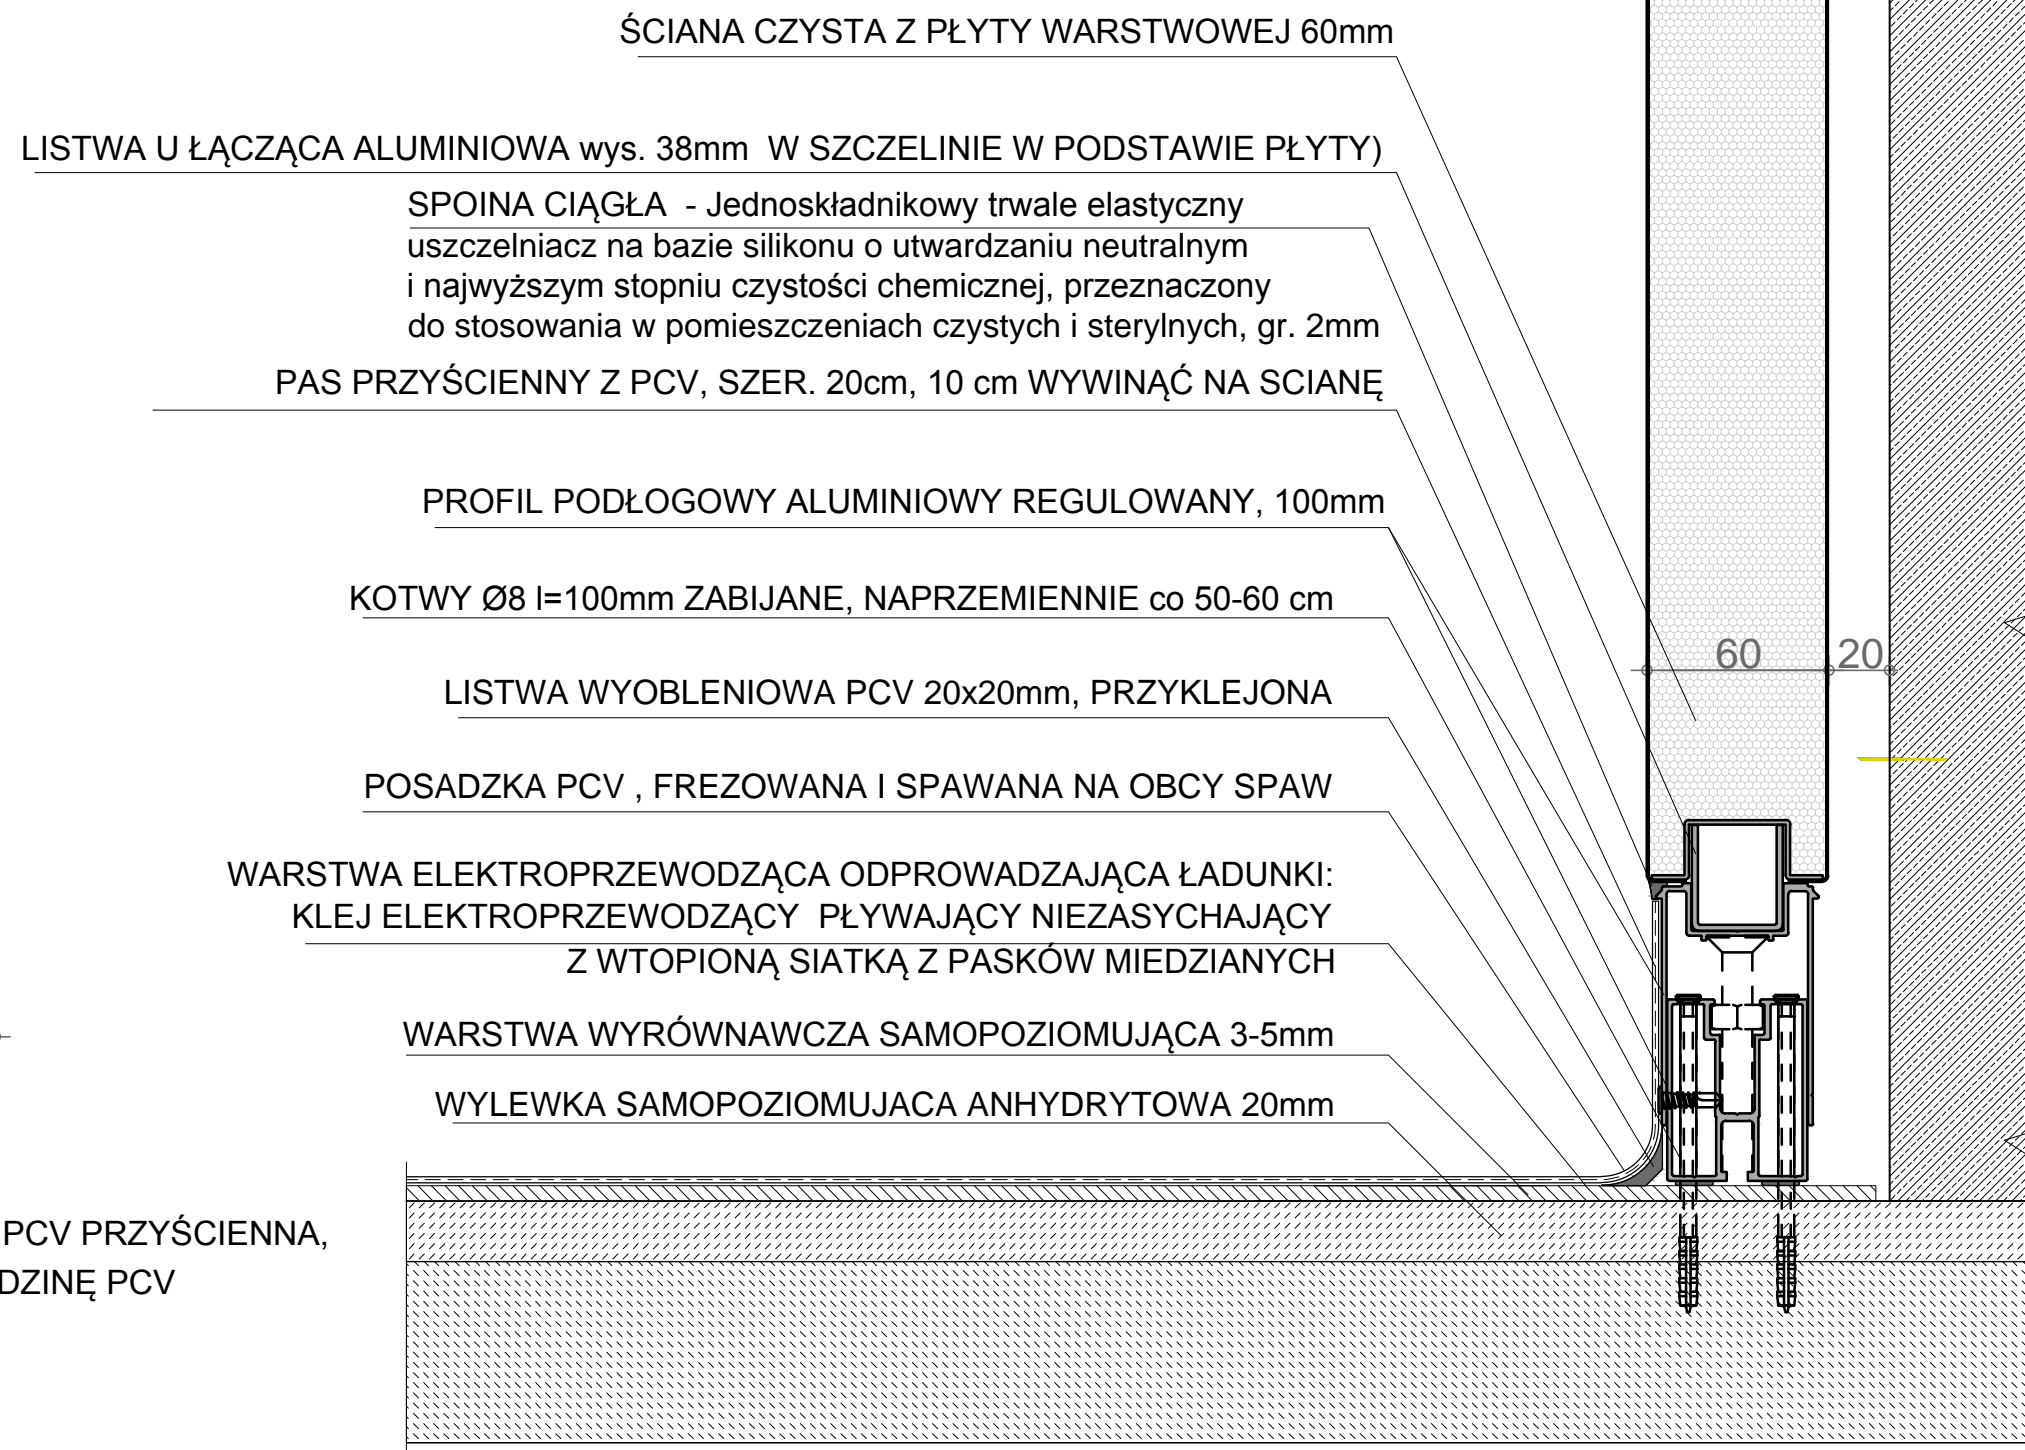 ŚCIANA CZYSTA Z PŁYTY WARSTWOWEJ 60mm
LISTWA U ŁĄCZĄCA ALUMINIOWA wys. 38mm W SZCZELINIE W PODSTAWIE PŁYTY)
SPOINA CIĄGŁA - Jednoskładnikowy trwale elastyczny
uszczelniacz na bazie silikonu o utwardzaniu neutralnym
i najwyższym stopniu czystości chemicznej, przeznaczony
do stosowania w pomieszczeniach czystych i sterylnych, gr. 2mm
PAS PRZYŚCIENNY Z PCV, SZER. 20cm, 10 cm WYWINĄĆ NA SCIANĘ
PROFIL PODŁOGOWY ALUMINIOWY REGULOWANY, 100mm
KOTWY Ø8 l=100mm ZABIJANE, NAPRZEMIENNIE co 50-60 cm
60 20
LISTWA WYOBLENIOWA PCV 20x20mm, PRZYKLEJONA
POSADZKA PCV , FREZOWANA I SPAWANA NA OBCY SPAW
WARSTWA ELEKTROPRZEWODZĄCA ODPROWADZAJĄCA ŁADUNKI:
KLEJ ELEKTROPRZEWODZĄCY PŁYWAJĄCY NIEZASYCHAJĄCY
Z WTOPIONĄ SIATKĄ Z PASKÓW MIEDZIANYCH
WARSTWA WYRÓWNAWCZA SAMOPOZIOMUJĄCA 3-5mm
WYLEWKA SAMOPOZIOMUJACA ANHYDRYTOWA 20mm
PCV PRZYŚCIENNA,
DZINĘ PCV